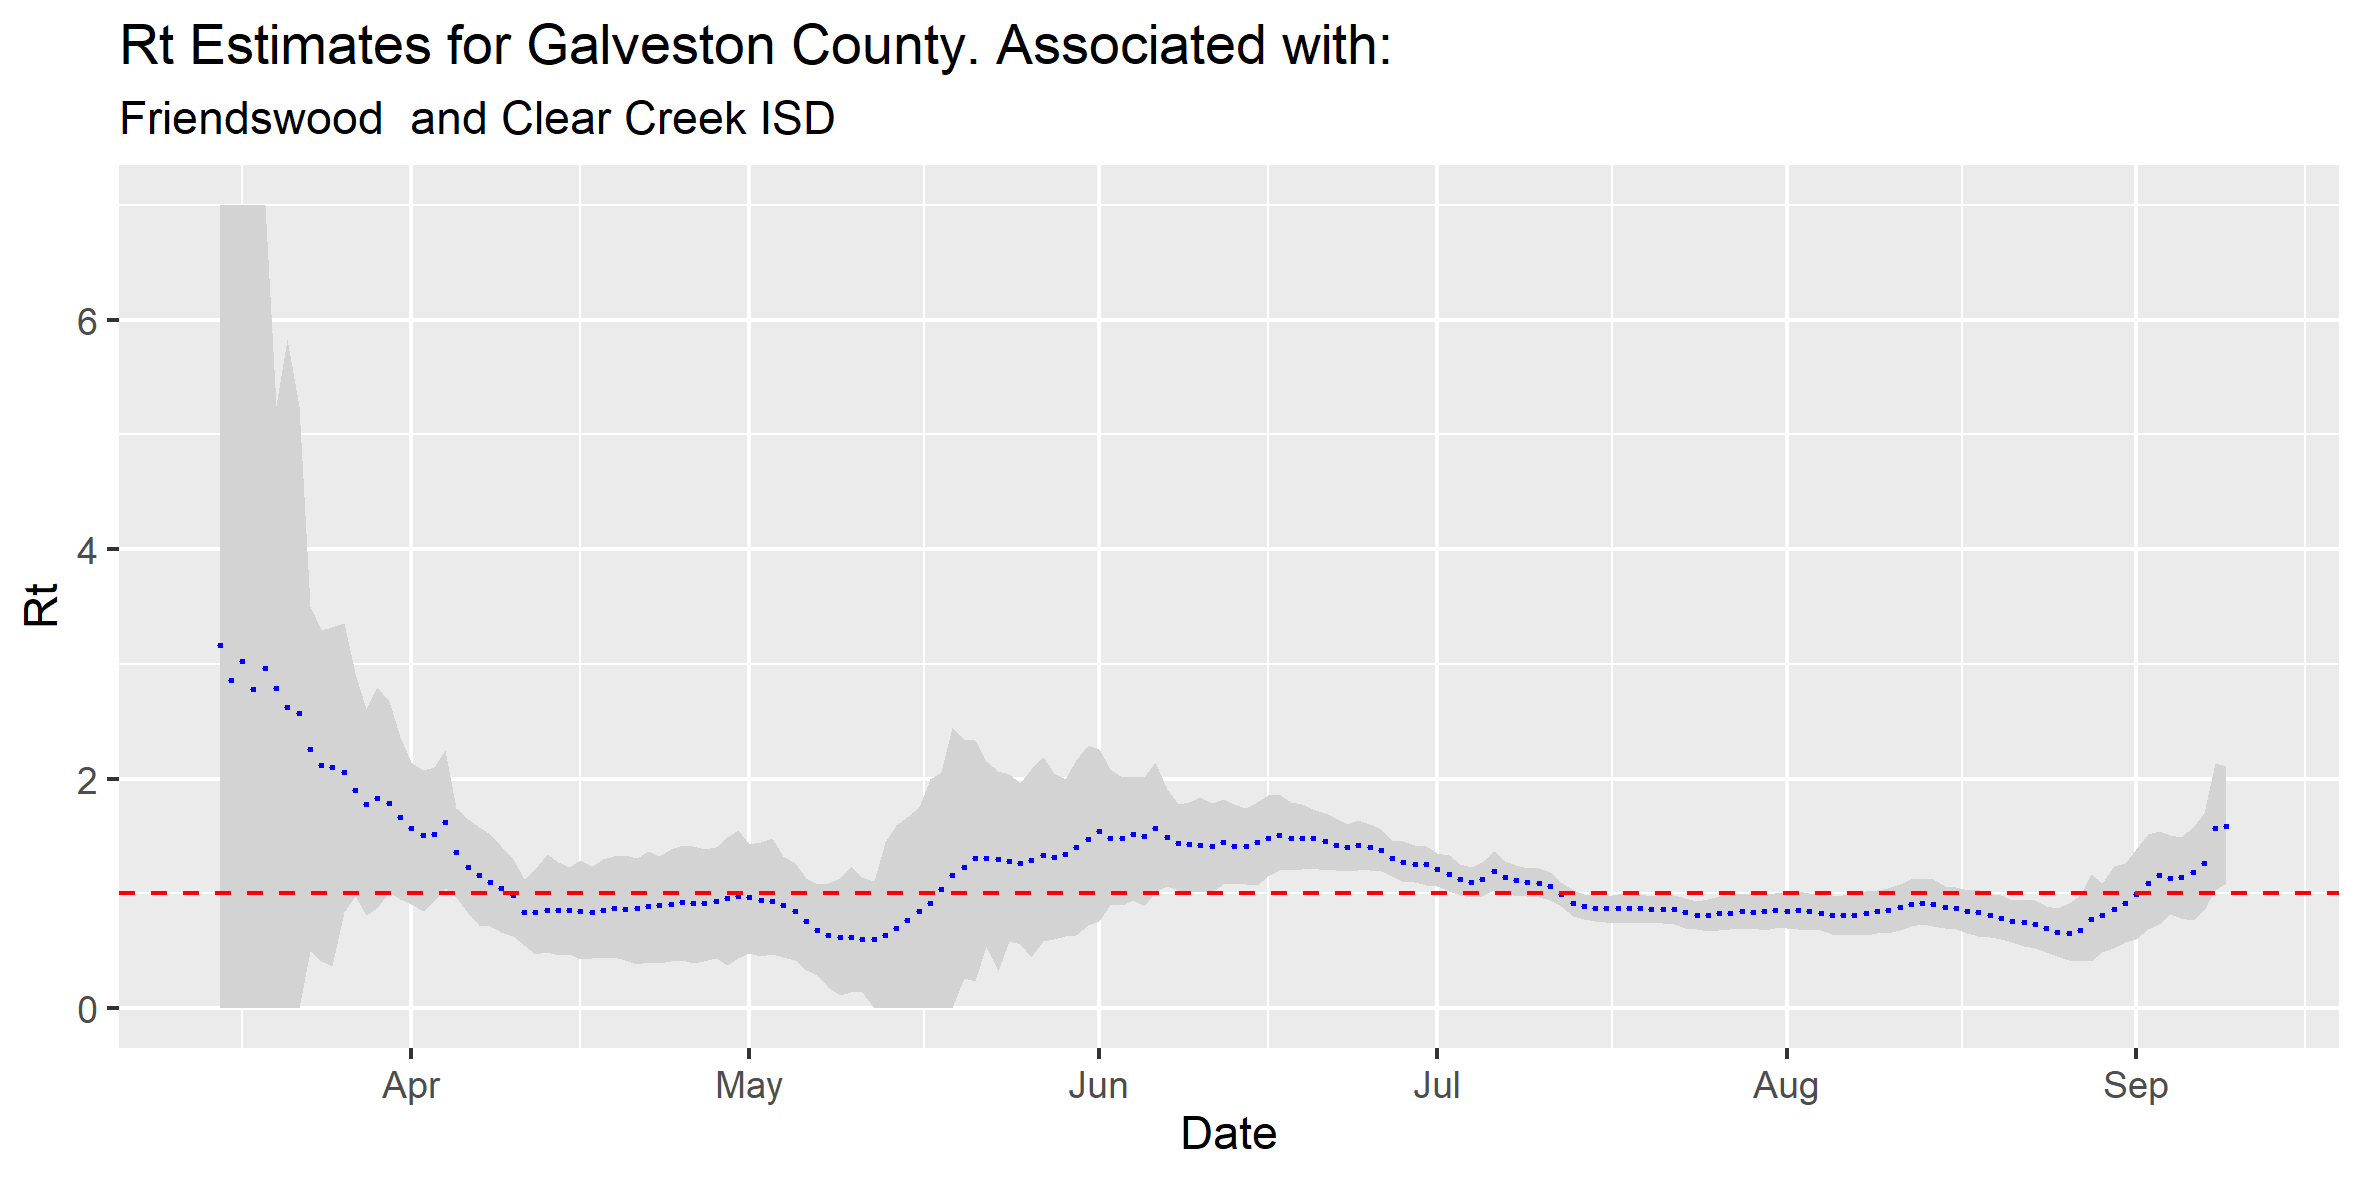 Rt Estimates for Galveston County. Associated with:
Friendswood  and Clear Creek ISD
6
4
2
0
Rt
Apr May Jun Jul Aug Sep
Date